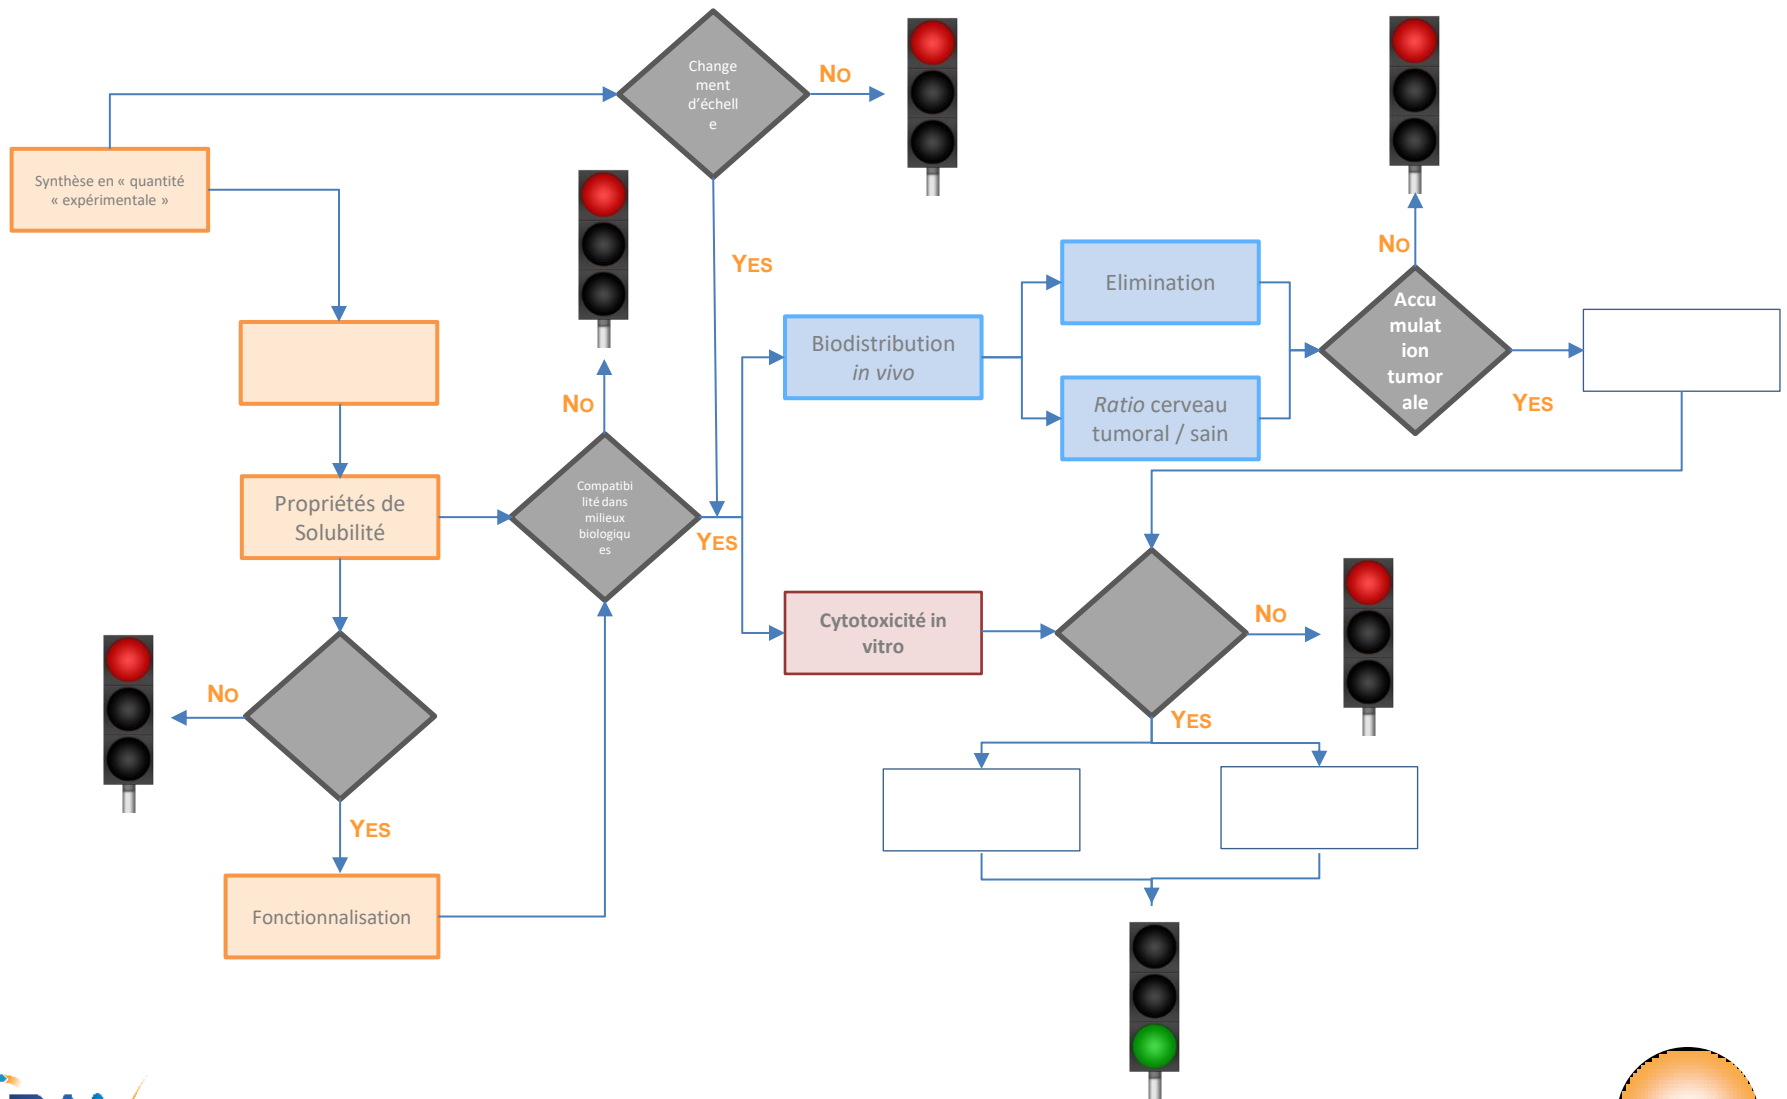 Change
ment
d'échell
e
NO
Synthèse en « quantité
« expérimentale »
YES
NO
Elimination
Accu
mulat
ion
tumor
ale
Biodistribution
in vivo
NO
Ratio cerveau
tumoral / sain
YES
Propriétés de
Solubilité
Compatibi
lité dans
milieux
biologiqu
es
YES
Cytotoxicité in
vitro
NO
NO
YES
YES
Fonctionnalisation